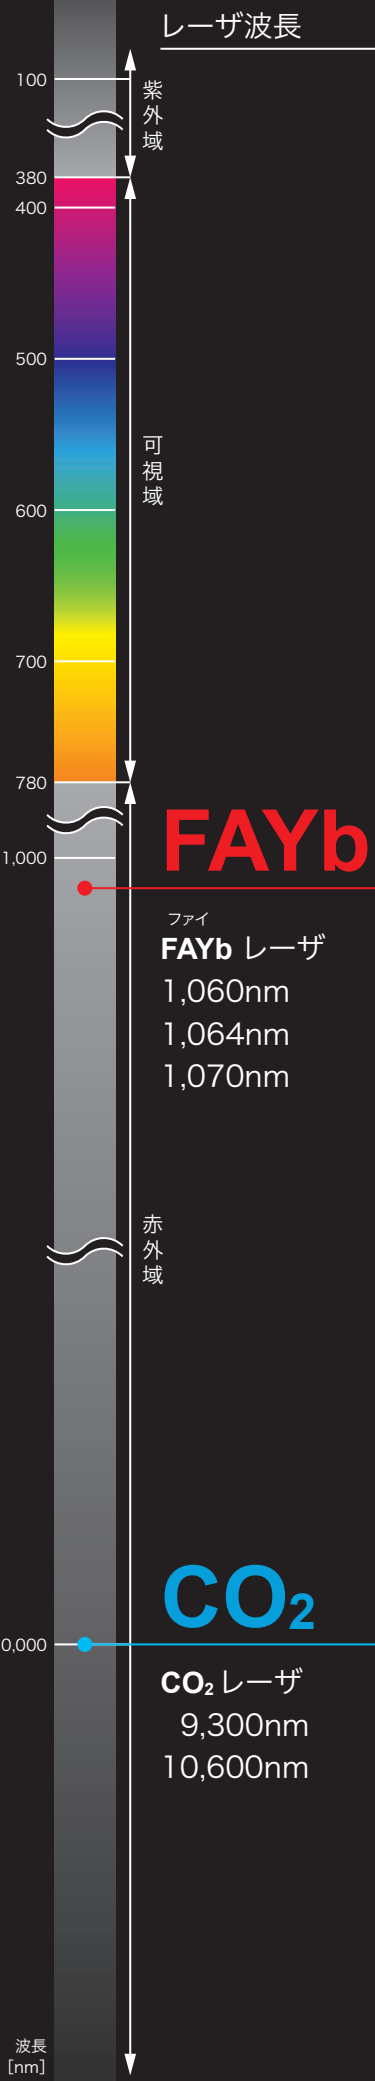 レーザ波長
100
紫外域
380
400
500
可視域
600
700
780
FAYb
1,000
ファイ
FAYb レーザ
1,060nm
1,064nm
1,070nm
赤外域
CO2
0,000
CO2 レーザ
9,300nm
10,600nm
波長
[nm]